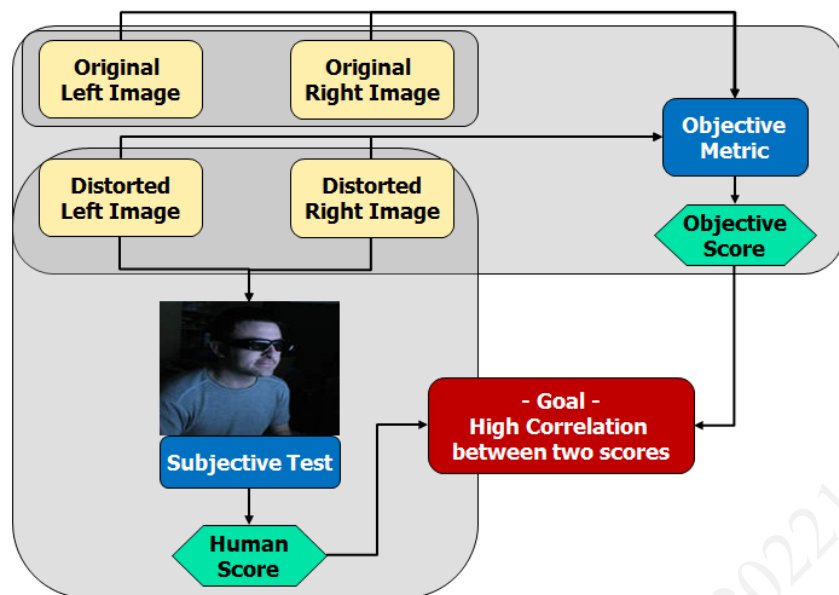 Original
Left Image
Original
Right Image
Objective
Metric
Distorted
Left Image
Distorted
Right Image
Objective
Score
- Goal -
High Correlation
between two scores
Subjective Test
Human
Score